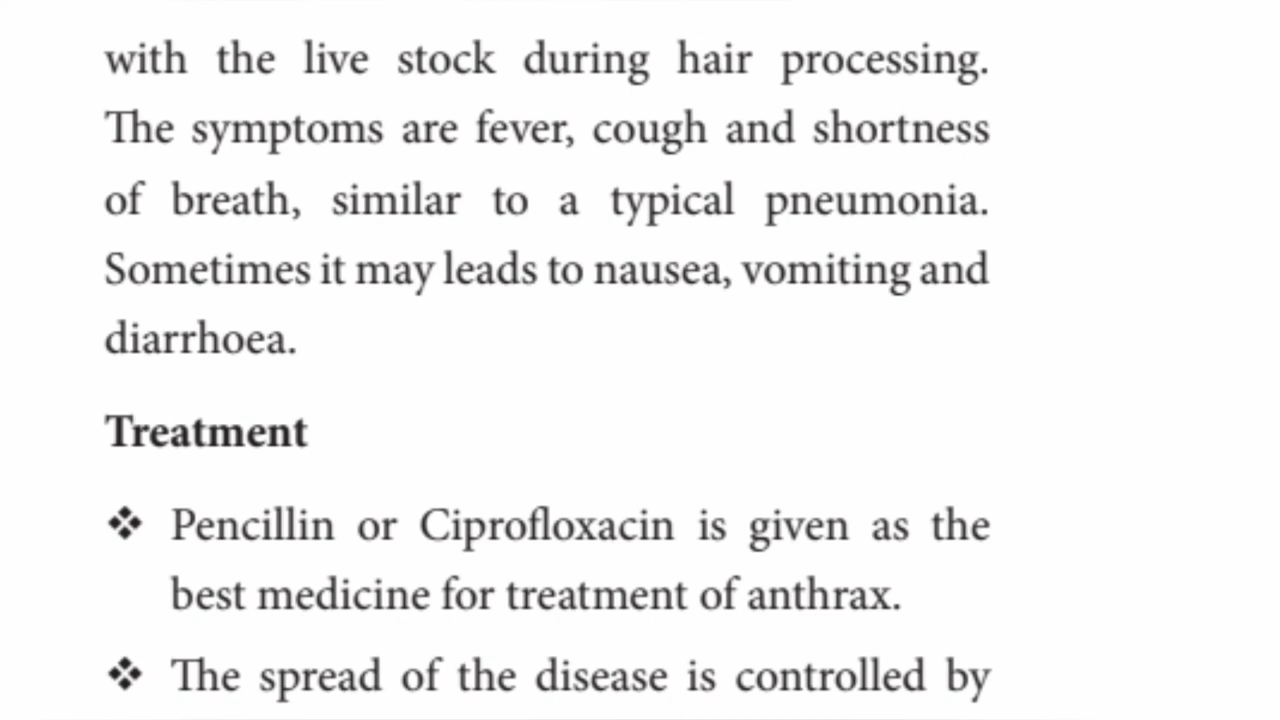 with the live stock during hair processing.
The symptoms are fever, cough and shortness
of breath, similar to a typical pneumonia.
Sometimes it may leads to nausea, vomiting and
diarrhoea.
Treatment
❖ Pencillin or Ciprofloxacin is given as the
best medicine for treatment of anthrax.
❖ The spread of the disease is controlled by